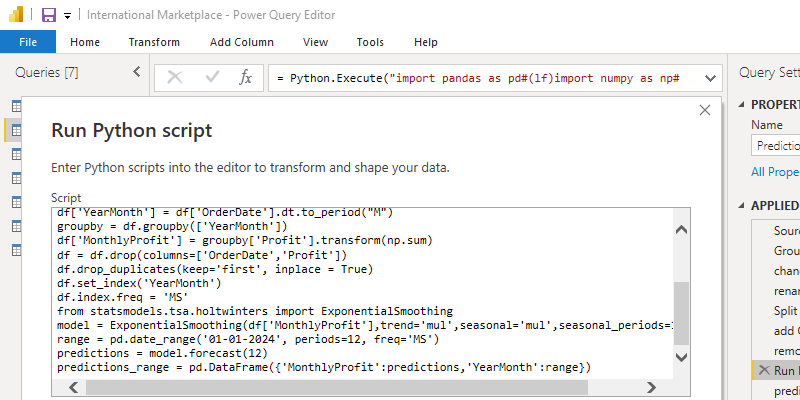 International Marketplace - Power Query Editor
File Home Transform Add Column View Tools Help
Queries [7]
fx = Python.Execute("import pandas as pd#(lf)import numpy as np#
Query Sett
Run Python script
PROPERT
Name
Enter Python scripts into the editor to transform and shape your data.
Predictio
All Prope
Script
APPLIED
df['YearMonth'] = df['OrderDate'].dt.to_period("M")
groupby = df.groupby(['YearMonth'])
df['MonthlyProfit'] = groupby['Profit'].transform(np.sum)
df = df.drop(columns=['OrderDate','Profit'])
df.drop_duplicates(keep='first', inplace = True)
df.set_index('YearMonth')
df.index.freq = 'MS'
from statsmodels.tsa.holtwinters import ExponentialSmoothing
model = ExponentialSmoothing(df['MonthlyProfit'],trend='mul',seasonal='mul',seasonal_periods=1
range = pd.date_range('01-01-2024', periods=12, freq='MS')
predictions = model.forecast(12)
predictions_range = pd.DataFrame({'MonthlyProfit':predictions,'YearMonth':range})
Sourc
Grou
chan
renar
Split
add C
remo
Run I
predi